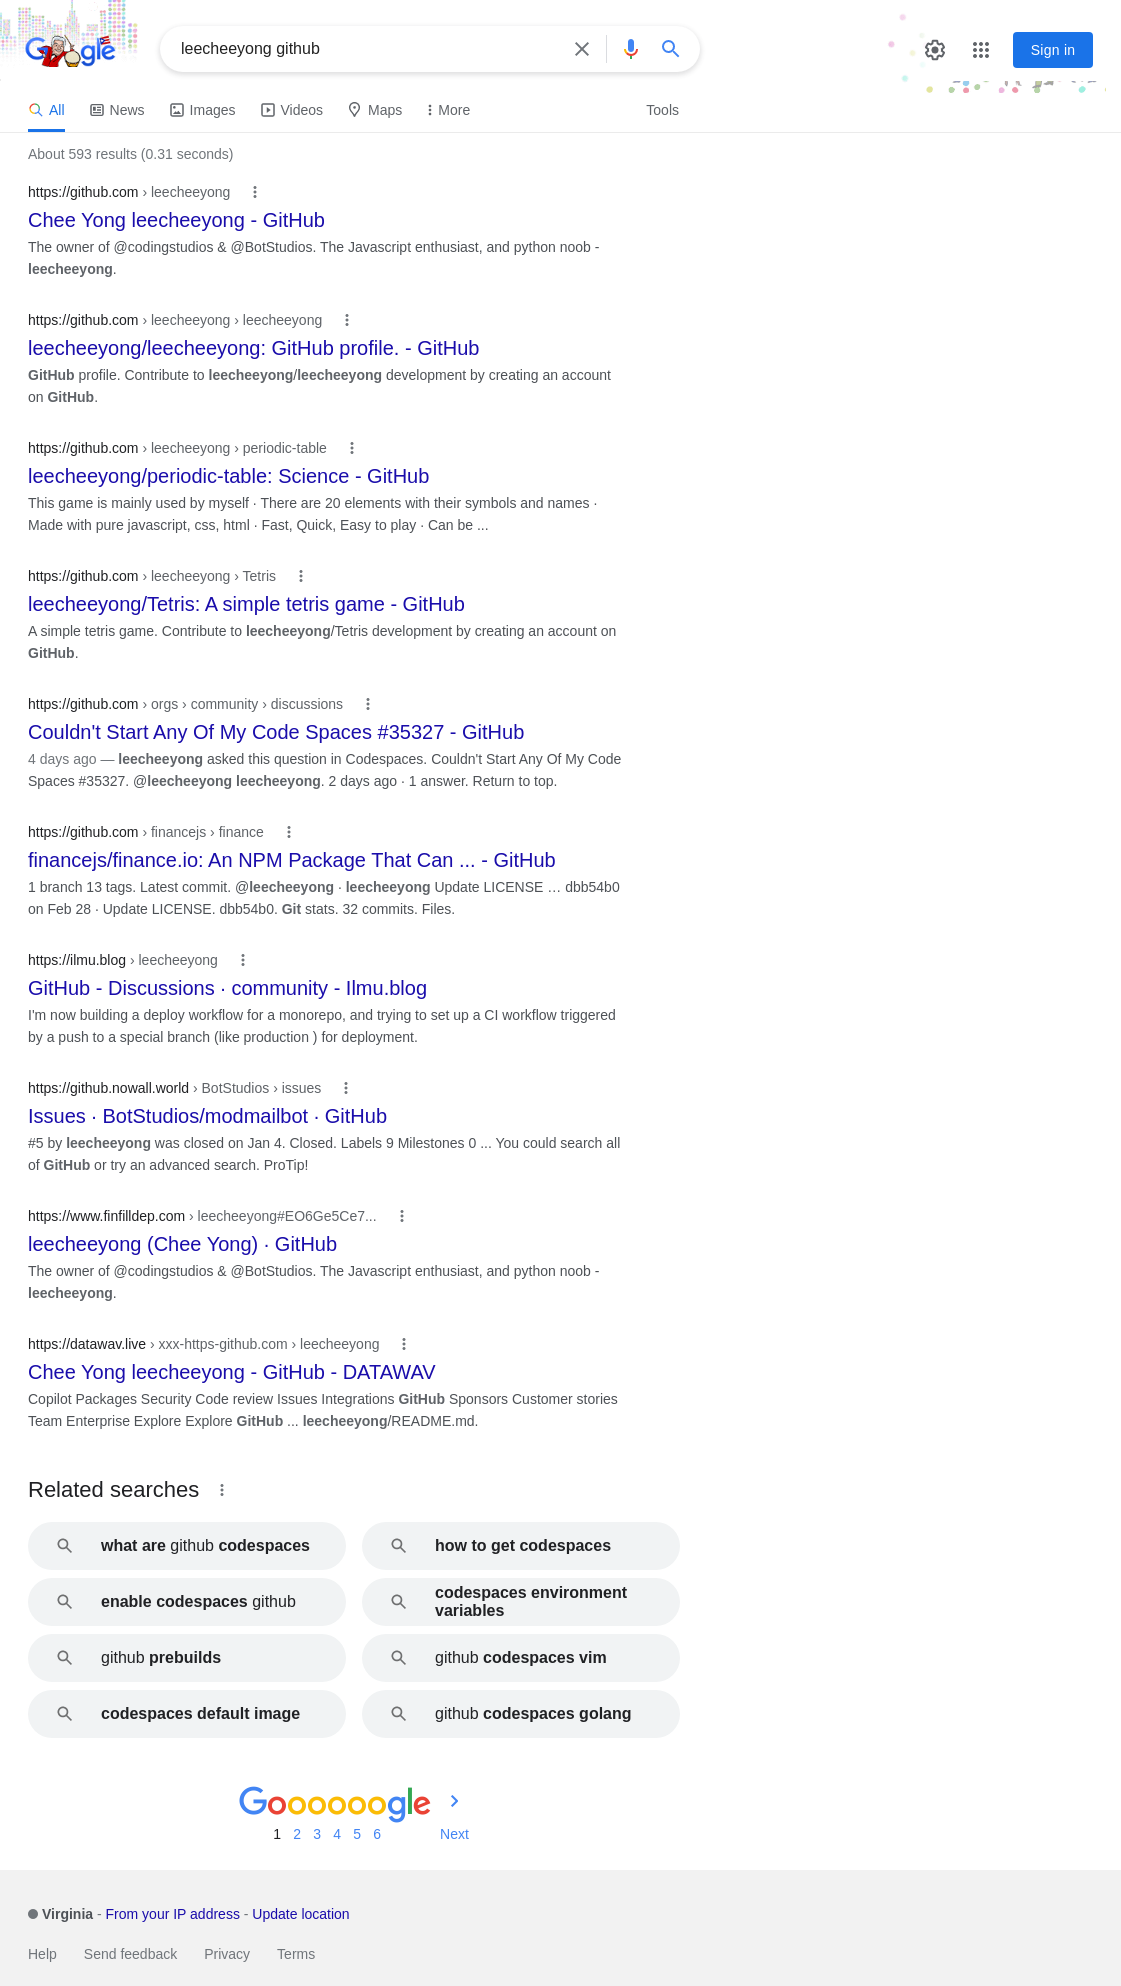 Google
leecheeyong github
Sign in
All News Images Videos Maps More Tools
About 593 results (0.31 seconds)
https://github.com › leecheeyong
Chee Yong leecheeyong - GitHub
The owner of @codingstudios & @BotStudios. The Javascript enthusiast, and python noob -
leecheeyong.
https://github.com › leecheeyong › leecheeyong
leecheeyong/leecheeyong: GitHub profile. - GitHub
GitHub profile. Contribute to leecheeyong/leecheeyong development by creating an account
on GitHub.
https://github.com › leecheeyong › periodic-table
leecheeyong/periodic-table: Science - GitHub
This game is mainly used by myself · There are 20 elements with their symbols and names ·
Made with pure javascript, css, html · Fast, Quick, Easy to play · Can be ...
https://github.com › leecheeyong › Tetris
leecheeyong/Tetris: A simple tetris game - GitHub
A simple tetris game. Contribute to leecheeyong/Tetris development by creating an account on
GitHub.
https://github.com › orgs › community › discussions
Couldn't Start Any Of My Code Spaces #35327 - GitHub
4 days ago — leecheeyong asked this question in Codespaces. Couldn't Start Any Of My Code
Spaces #35327. @leecheeyong leecheeyong. 2 days ago · 1 answer. Return to top.
https://github.com › financejs › finance
financejs/finance.io: An NPM Package That Can ... - GitHub
1 branch 13 tags. Latest commit. @leecheeyong · leecheeyong Update LICENSE … dbb54b0
on Feb 28 · Update LICENSE. dbb54b0. Git stats. 32 commits. Files.
https://ilmu.blog › leecheeyong
GitHub - Discussions · community - Ilmu.blog
I'm now building a deploy workflow for a monorepo, and trying to set up a CI workflow triggered
by a push to a special branch (like production ) for deployment.
https://github.nowall.world › BotStudios › issues
Issues · BotStudios/modmailbot · GitHub
#5 by leecheeyong was closed on Jan 4. Closed. Labels 9 Milestones 0 ... You could search all
of GitHub or try an advanced search. ProTip!
https://www.finfilldep.com › leecheeyong#EO6Ge5Ce7...
leecheeyong (Chee Yong) · GitHub
The owner of @codingstudios & @BotStudios. The Javascript enthusiast, and python noob -
leecheeyong.
https://datawav.live › xxx-https-github.com › leecheeyong
Chee Yong leecheeyong - GitHub - DATAWAV
Copilot Packages Security Code review Issues Integrations GitHub Sponsors Customer stories
Team Enterprise Explore Explore GitHub ... leecheeyong/README.md.
Related searches
what are github codespaces
how to get codespaces
enable codespaces github
codespaces environment
variables
github prebuilds
github codespaces vim
codespaces default image
github codespaces golang
Goooooogle
1 2 3 4 5 6 Next
Virginia - From your IP address - Update location
Help Send feedback Privacy Terms